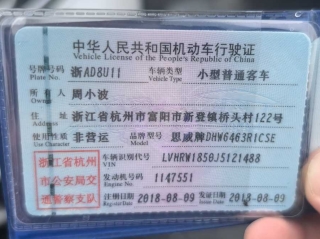 中华人民共和国机动车行驶证
Vehicle License of the People's Republic of China
号牌号码 浙AD8U11 车辆类型 小型普通客车
Plate No. Vehicle Type
所有人 周小波
Owner
住址 浙江省杭州市富阳市新登镇桥头村122号
Address
使用性质 非营运 品牌型号 思威牌DHW6463R1CSE
Use Character Model
浙江省杭州 车辆识别代号 LVHRW1850J5121488
VIN
市公安局交 发动机号码 1147551
Engine No.
通警察支队 注册日期 2018-08-09 发证日期 2018-08-09
Register Date Issue Date